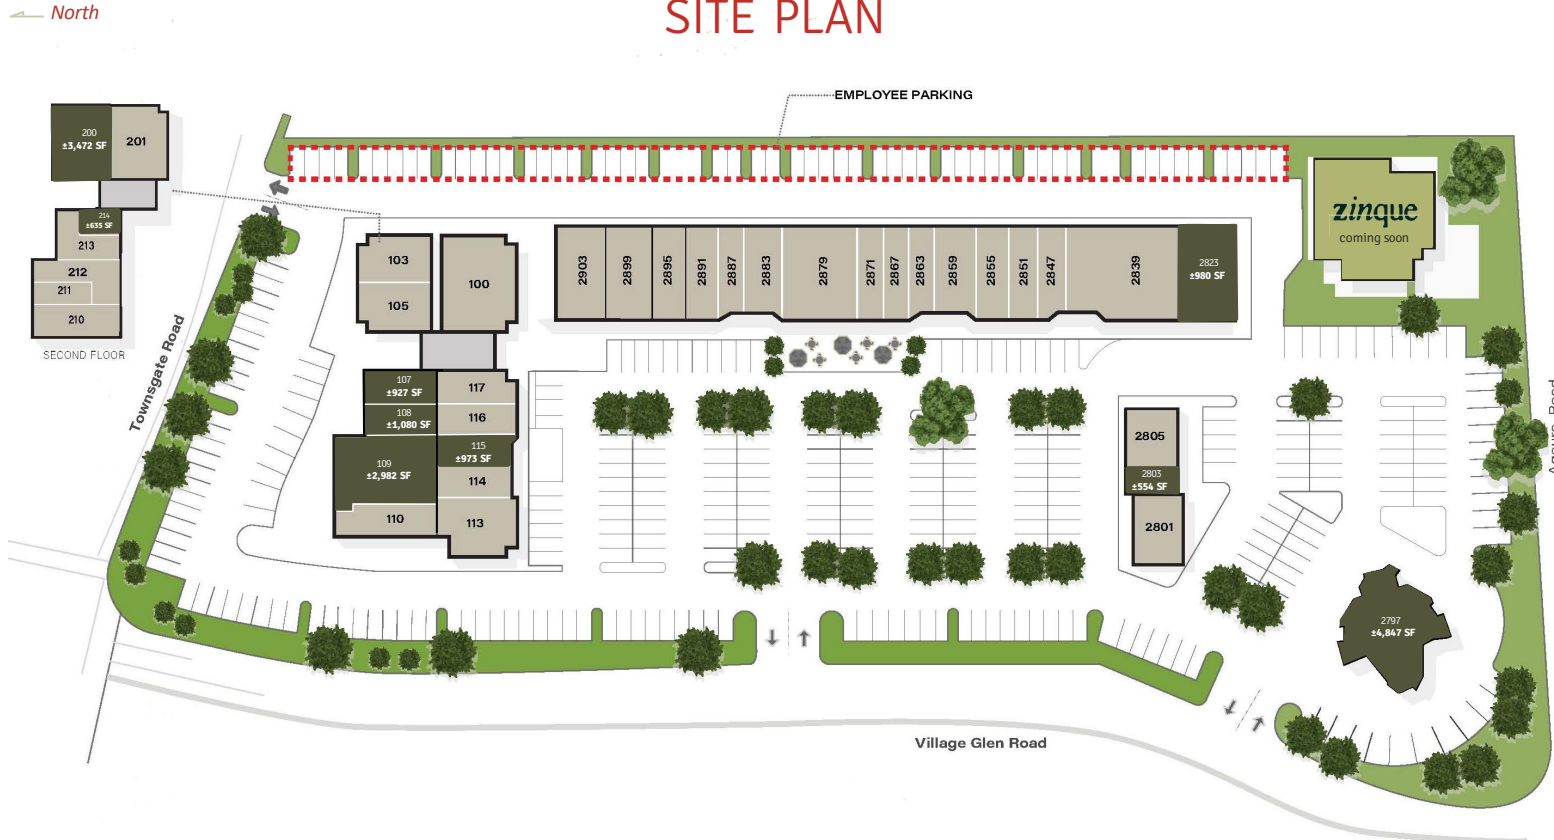 North
SITE PLAN
EMPLOYEE PARKING
200
±3,472 SF
201
214
±635 SF
213
212
211
210
SECOND FLOOR
Townsgate Road
103
105
100
107
±927 SF
108
±1,080 SF
109
±2,982 SF
110
117
116
115
±973 SF
114
113
2903
2899
2895
2891
2887
2883
2879
2871
2867
2863
2859
2855
2851
2847
2839
2823
±980 SF
zinque
coming soon
2805
2803
±554 SF
2801
2797
±4,847 SF
Village Glen Road
Road